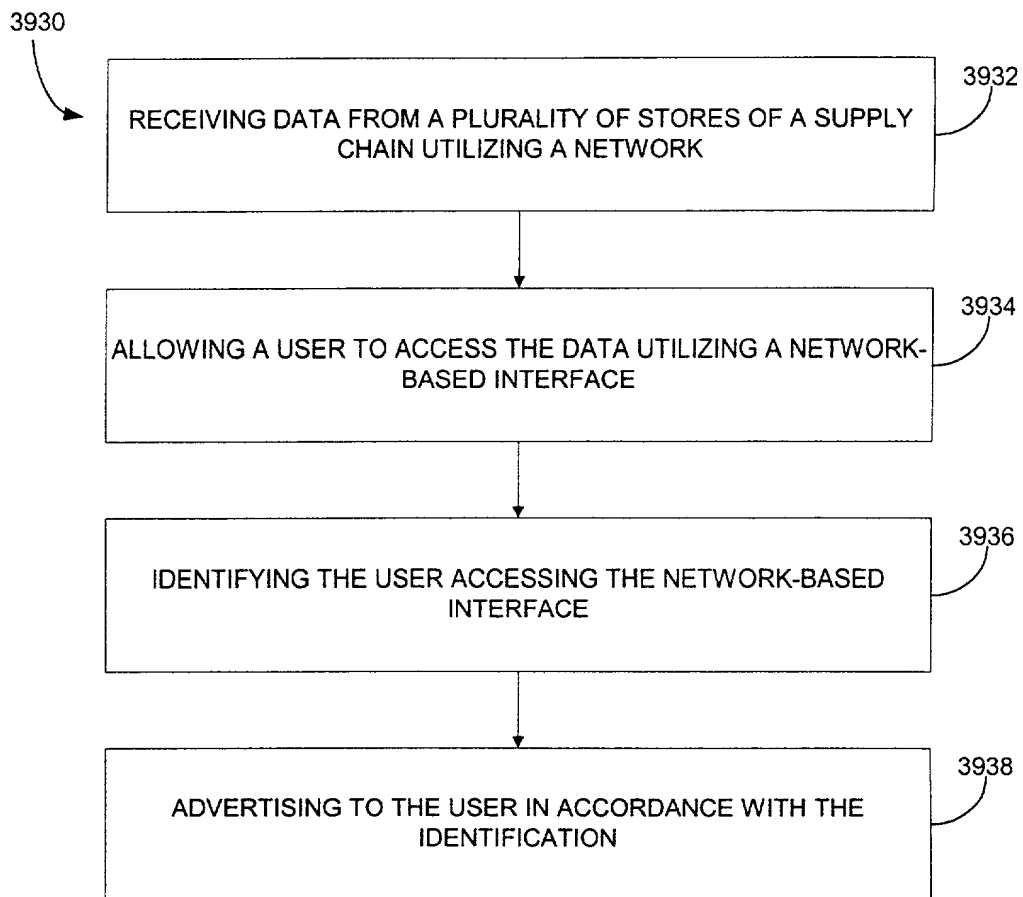 3930
3932
RECEIVING DATA FROM A PLURALITY OF STORES OF A SUPPLY
CHAIN UTILIZING A NETWORK
3934
ALLOWING A USER TO ACCESS THE DATA UTILIZING A NETWORK-
BASED INTERFACE
3936
IDENTIFYING THE USER ACCESSING THE NETWORK-BASED
INTERFACE
3938
ADVERTISING TO THE USER IN ACCORDANCE WITH THE
IDENTIFICATION